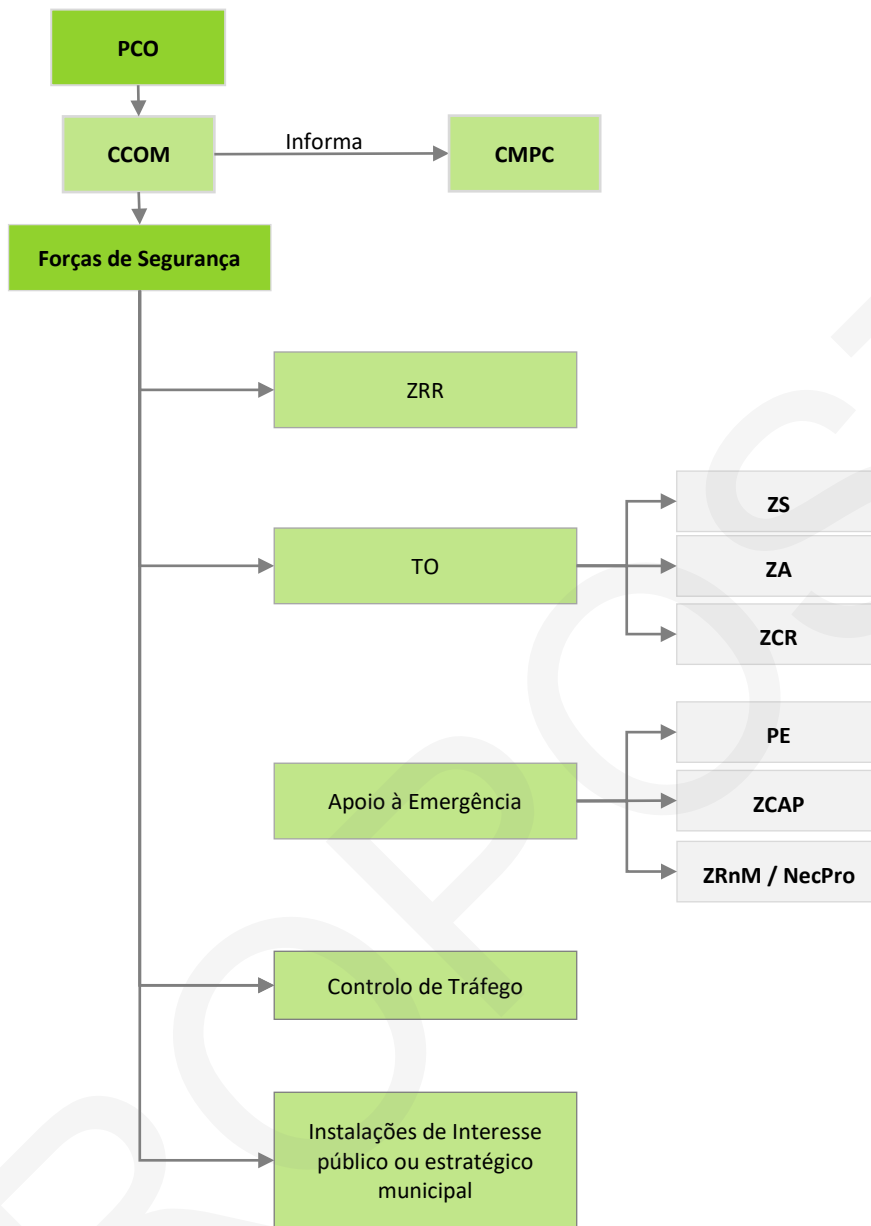 PCO
CCOM
Informa
CMPC
Forças de Segurança
ZRR
TO
ZS
ZA
ZCR
Apoio à Emergência
PE
ZCAP
ZRnM / NecPro
Controlo de Tráfego
Instalações de Interesse
público ou estratégico
municipal